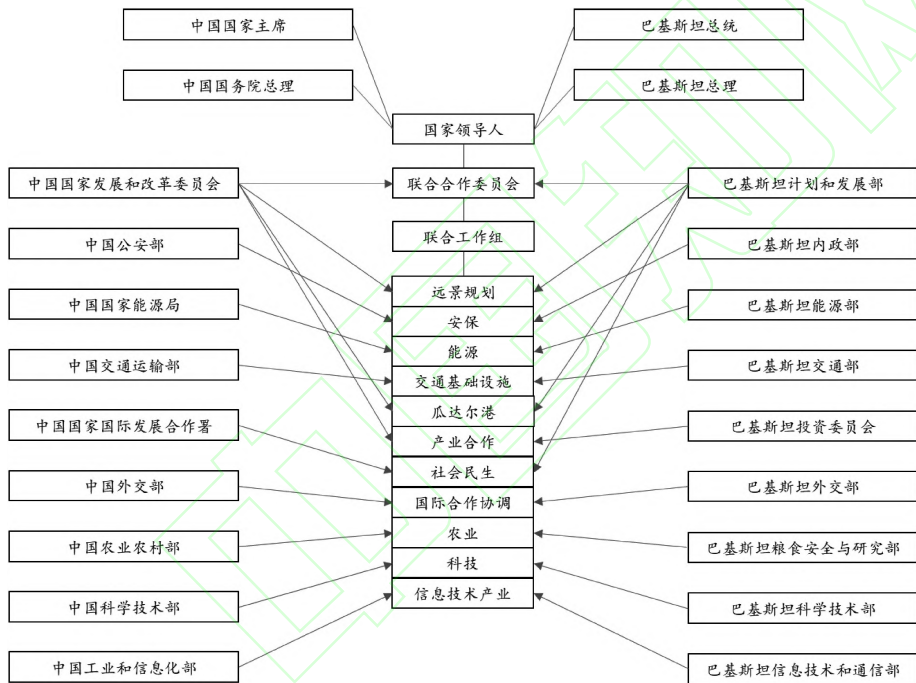 中国国家主席
巴基斯坦总统
中国国务院总理
巴基斯坦总理
国家领导人
中国国家发展和改革委员会
联合合作委员会
巴基斯坦计划和发展部
中国公安部
联合工作组
巴基斯坦内政部
远景规划
中国国家能源局
安保
巴基斯坦能源部
能源
中国交通运输部
交通基础设施
巴基斯坦交通部
瓜达尔港
中国国家国际发展合作署
产业合作
巴基斯坦投资委员会
社会民生
中国外交部
国际合作协调
巴基斯坦外交部
农业
中国农业农村部
科技
巴基斯坦粮食安全与研究部
信息技术产业
中国科学技术部
巴基斯坦科学技术部
中国工业和信息化部
巴基斯坦信息技术和通信部